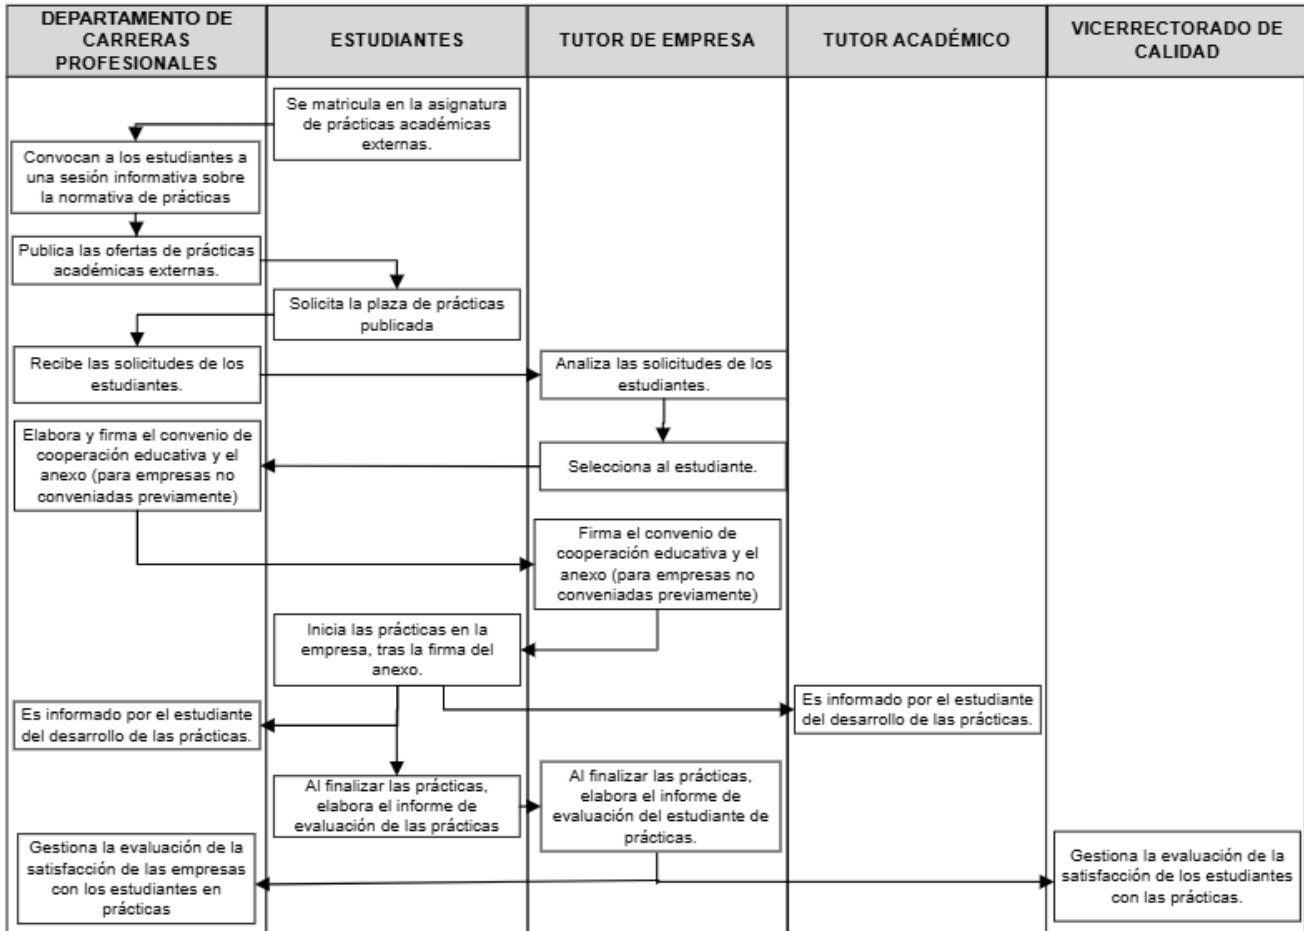 DEPARTAMENTO DE
CARRERAS
PROFESIONALES
ESTUDIANTES
TUTOR DE EMPRESA
TUTOR ACADÉMICO
VICERRECTORADO DE
CALIDAD
Se matricula en la asignatura
de prácticas académicas
externas.
Convocan a los estudiantes a
una sesión informativa sobre
la normativa de prácticas
Publica las ofertas de prácticas
académicas externas.
Solicita la plaza de prácticas
publicada
Recibe las solicitudes de los
estudiantes.
Analiza las solicitudes de los
estudiantes.
Selecciona al estudiante.
Elabora y firma el convenio de
cooperación educativa y el
anexo (para empresas no
conveniadas previamente)
Firma el convenio de
cooperación educativa y el
anexo (para empresas no
conveniadas previamente)
Inicia las prácticas en la
empresa, tras la firma del
anexo.
Es informado por el estudiante
del desarrollo de las prácticas.
Es informado por el estudiante
del desarrollo de las prácticas.
Al finalizar las prácticas,
elabora el informe de
evaluación de las prácticas
Al finalizar las prácticas,
elabora el informe de
evaluación del estudiante de
prácticas.
Gestiona la evaluación de la
satisfacción de las empresas
con los estudiantes en
prácticas
Gestiona la evaluación de la
satisfacción de los estudiantes
con las prácticas.